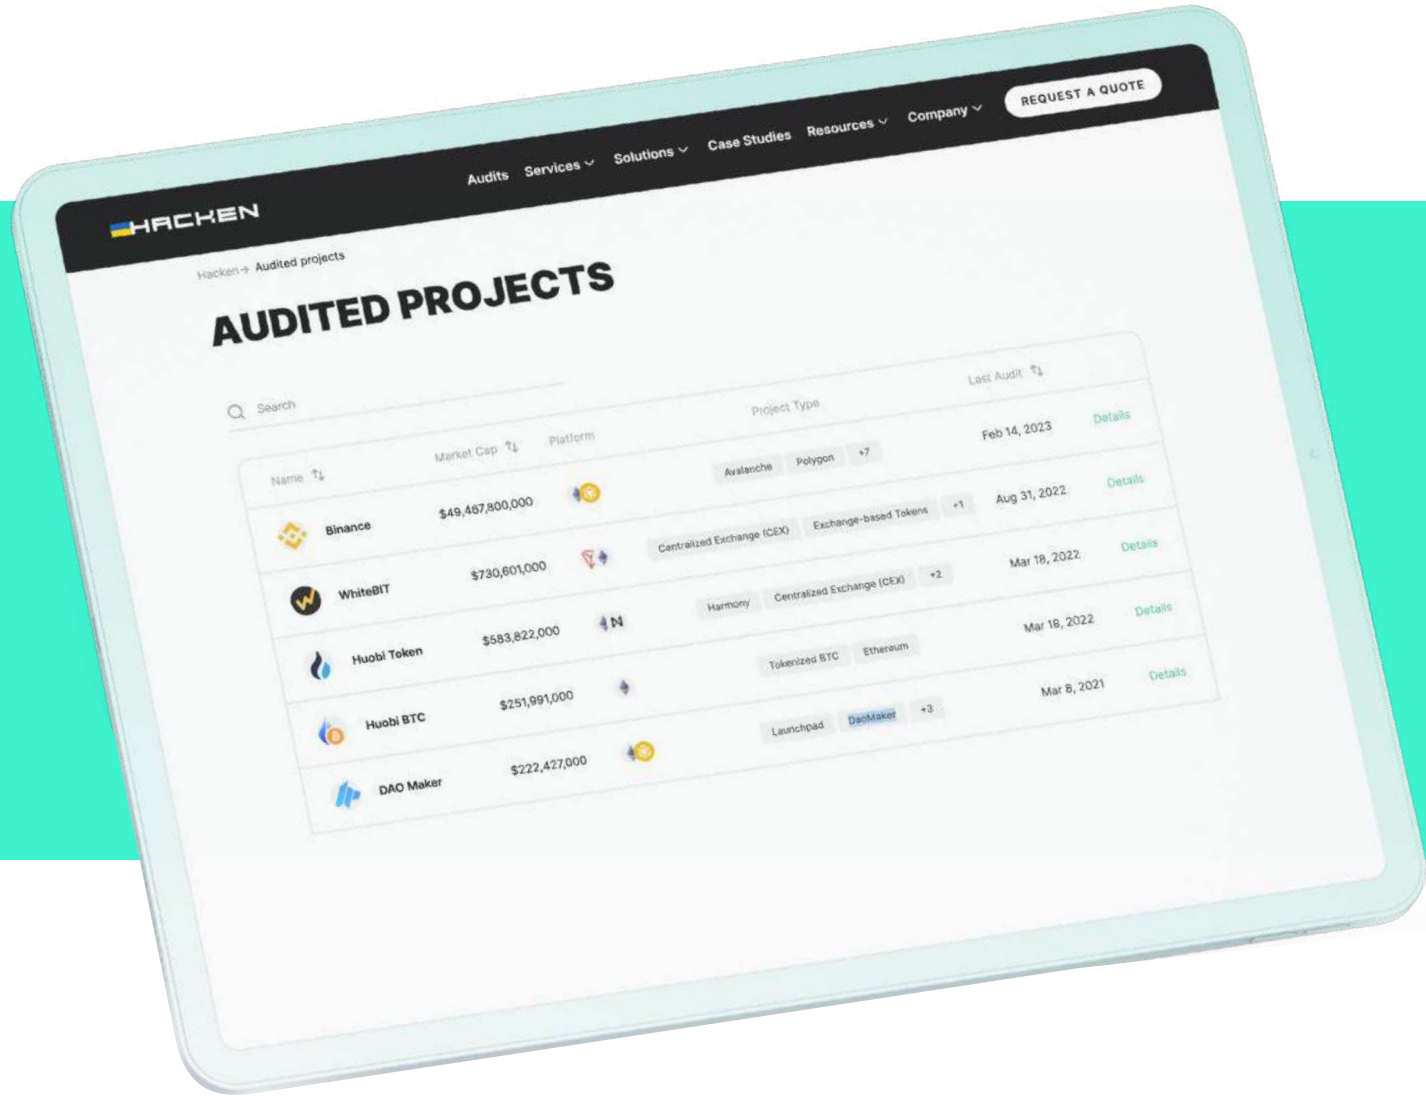 HACKEN
Audits Services Solutions Case Studies Resources Company REQUEST A QUOTE
Hacken → Audited projects
AUDITED PROJECTS
Search
Name Market Cap Platform Project Type Last Audit
Binance $49,467,800,000 Avalanche Polygon +7 Feb 14, 2023 Details
WhiteBIT $730,601,000 Centralized Exchange (CEX) Exchange-based Tokens +1 Aug 31, 2022 Details
Huobi Token $583,822,000 Harmony Centralized Exchange (CEX) +2 Mar 18, 2022 Details
Huobi BTC $251,991,000 Tokenized BTC Ethereum Mar 18, 2022 Details
DAO Maker $222,427,000 Launchpad DaoMaker +3 Mar 8, 2021 Details